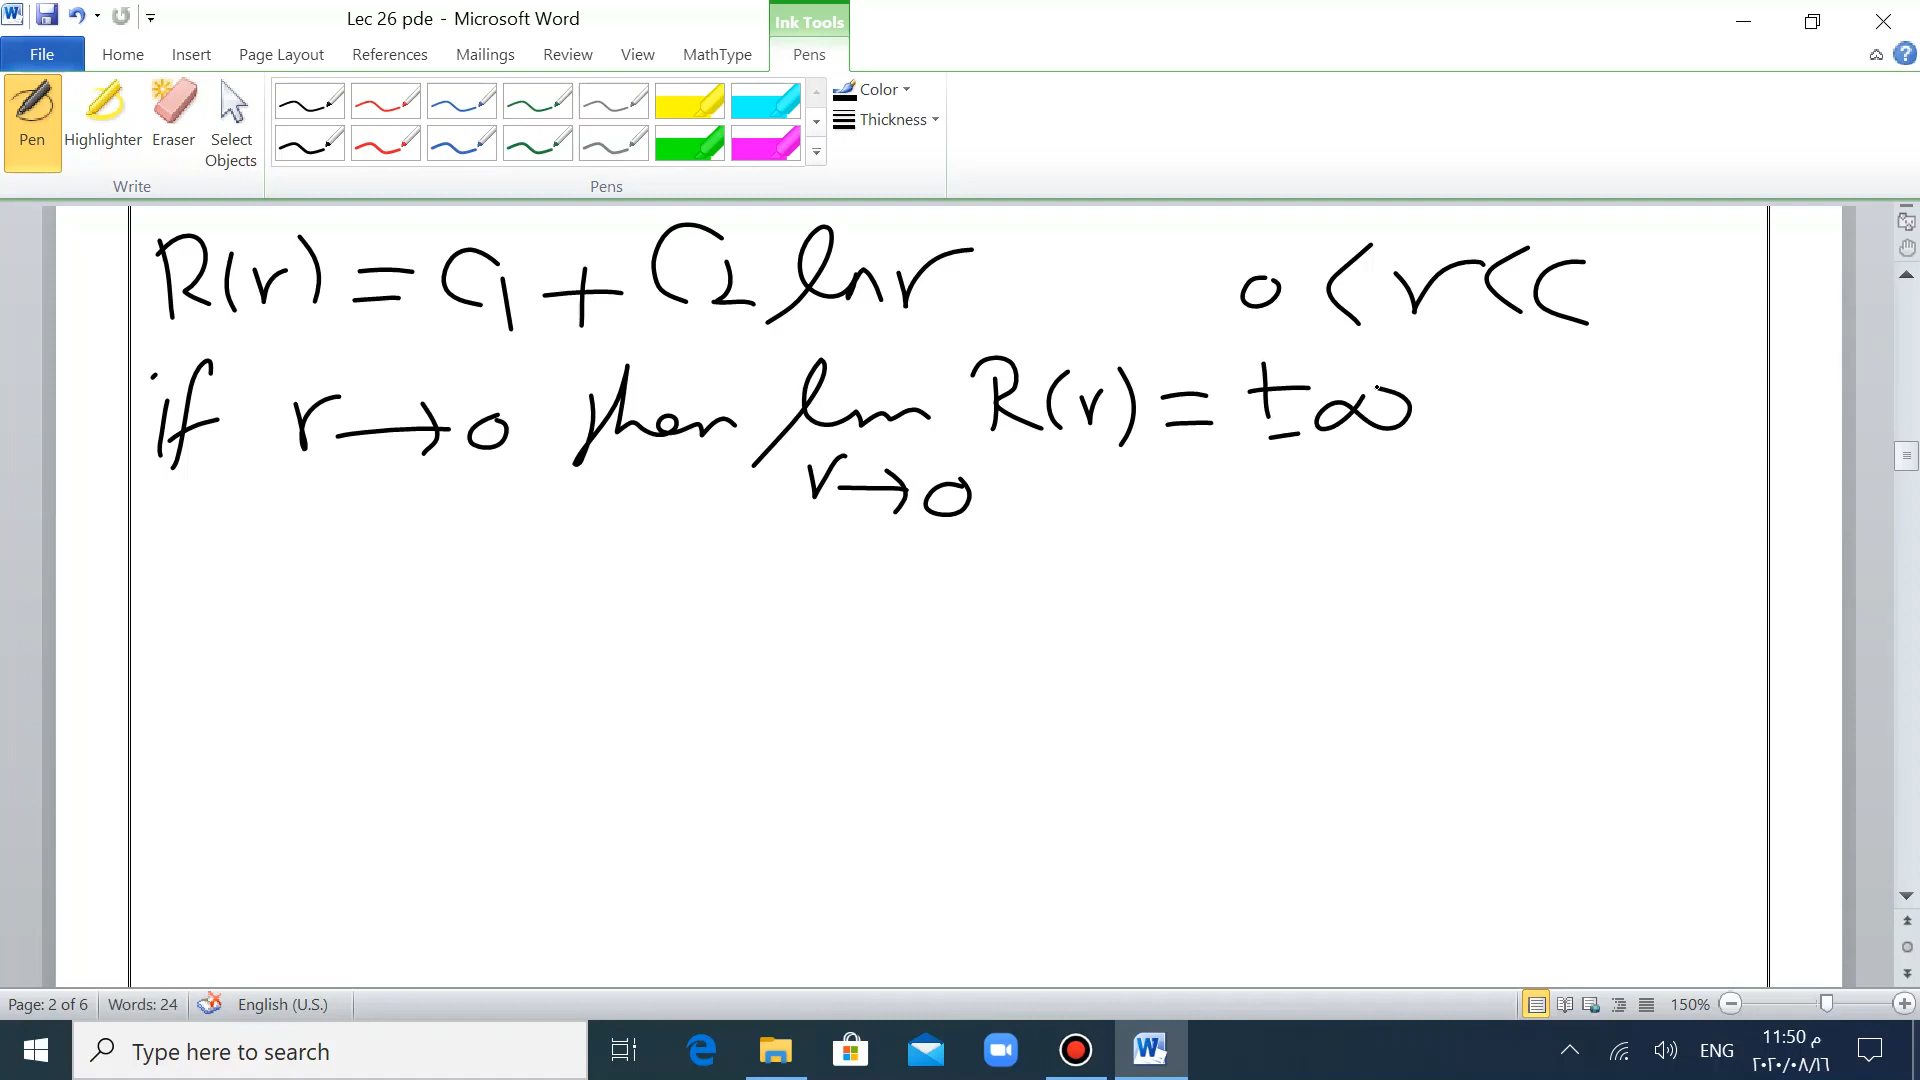 Lec 26 pde - Microsoft Word
Ink Tools
File Home Insert Page Layout References Mailings Review View MathType Pens
Pen Highlighter Eraser Select Objects
Color
Thickness
Write Pens
R(r) = C1 + C2 ln r 0 < r < c
if r → 0 then lim R(r) = ± ∞
r → 0
Page: 2 of 6 Words: 24 English (U.S.) 150%
Type here to search
ENG
11:50 م
٢٠٢٠/٠٨/١٦